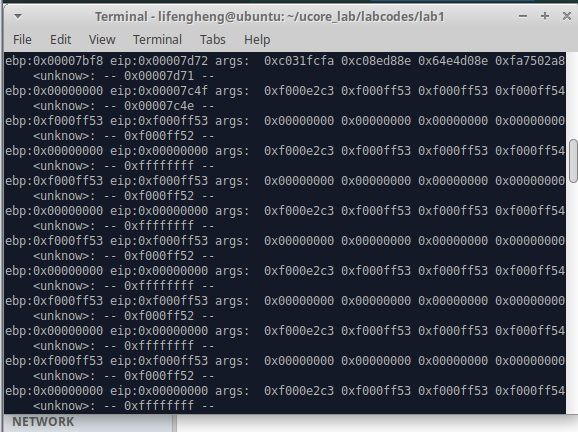 Terminal - lifengheng@ubuntu: ~/ucore_lab/labcodes/lab1
File Edit View Terminal Tabs Help
ebp:0x00007bf8 eip:0x00007d72 args: 0xc031fcfa 0xc08ed88e 0x64e4d08e 0xfa7502a8
<unknow>: -- 0x00007d71 --
ebp:0x00000000 eip:0x00007c4f args: 0xf000e2c3 0xf000ff53 0xf000ff53 0xf000ff54
<unknow>: -- 0x00007c4e --
ebp:0xf000ff53 eip:0xf000ff53 args: 0x00000000 0x00000000 0x00000000 0x00000000
<unknow>: -- 0xf000ff52 --
ebp:0x00000000 eip:0x00000000 args: 0xf000e2c3 0xf000ff53 0xf000ff53 0xf000ff54
<unknow>: -- 0xffffffff --
ebp:0xf000ff53 eip:0xf000ff53 args: 0x00000000 0x00000000 0x00000000 0x00000000
<unknow>: -- 0xf000ff52 --
ebp:0x00000000 eip:0x00000000 args: 0xf000e2c3 0xf000ff53 0xf000ff53 0xf000ff54
<unknow>: -- 0xffffffff --
ebp:0xf000ff53 eip:0xf000ff53 args: 0x00000000 0x00000000 0x00000000 0x00000000
<unknow>: -- 0xf000ff52 --
ebp:0x00000000 eip:0x00000000 args: 0xf000e2c3 0xf000ff53 0xf000ff53 0xf000ff54
<unknow>: -- 0xffffffff --
ebp:0xf000ff53 eip:0xf000ff53 args: 0x00000000 0x00000000 0x00000000 0x00000000
<unknow>: -- 0xf000ff52 --
ebp:0x00000000 eip:0x00000000 args: 0xf000e2c3 0xf000ff53 0xf000ff53 0xf000ff54
<unknow>: -- 0xffffffff --
ebp:0xf000ff53 eip:0xf000ff53 args: 0x00000000 0x00000000 0x00000000 0x00000000
<unknow>: -- 0xf000ff52 --
ebp:0x00000000 eip:0x00000000 args: 0xf000e2c3 0xf000ff53 0xf000ff53 0xf000ff54
<unknow>: -- 0xffffffff --
NETWORK